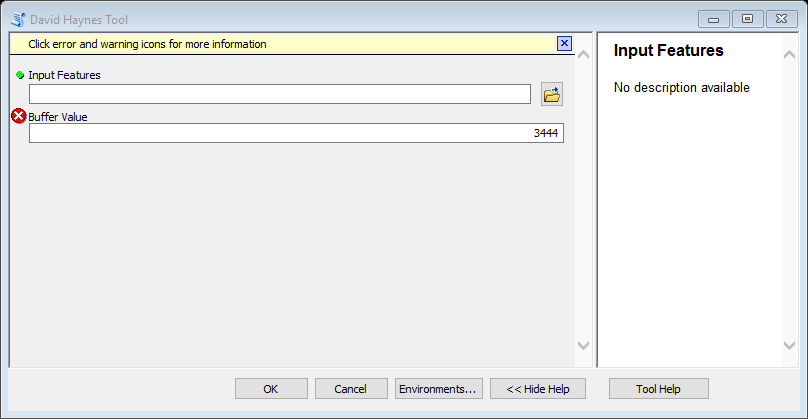 David Haynes Tool
Click error and warning icons for more information
Input Features
Buffer Value
3444
Input Features
No description available
OK
Cancel
Environments...
<< Hide Help
Tool Help